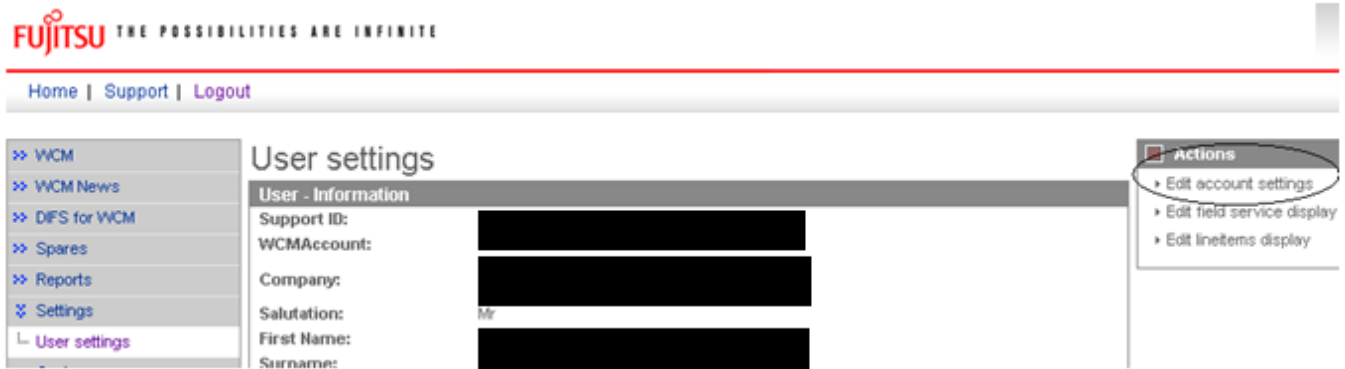 FUJITSU THE POSSIBILITIES ARE INFINITE
Home | Support | Logout
WCM
WCM News
DIFS for WCM
Spares
Reports
Settings
User settings
User settings
User - Information
Support ID:
WCMAccount:
Company:
Salutation: Mr
First Name:
Surname:
Actions
Edit account settings
Edit field service display
Edit lineitems display